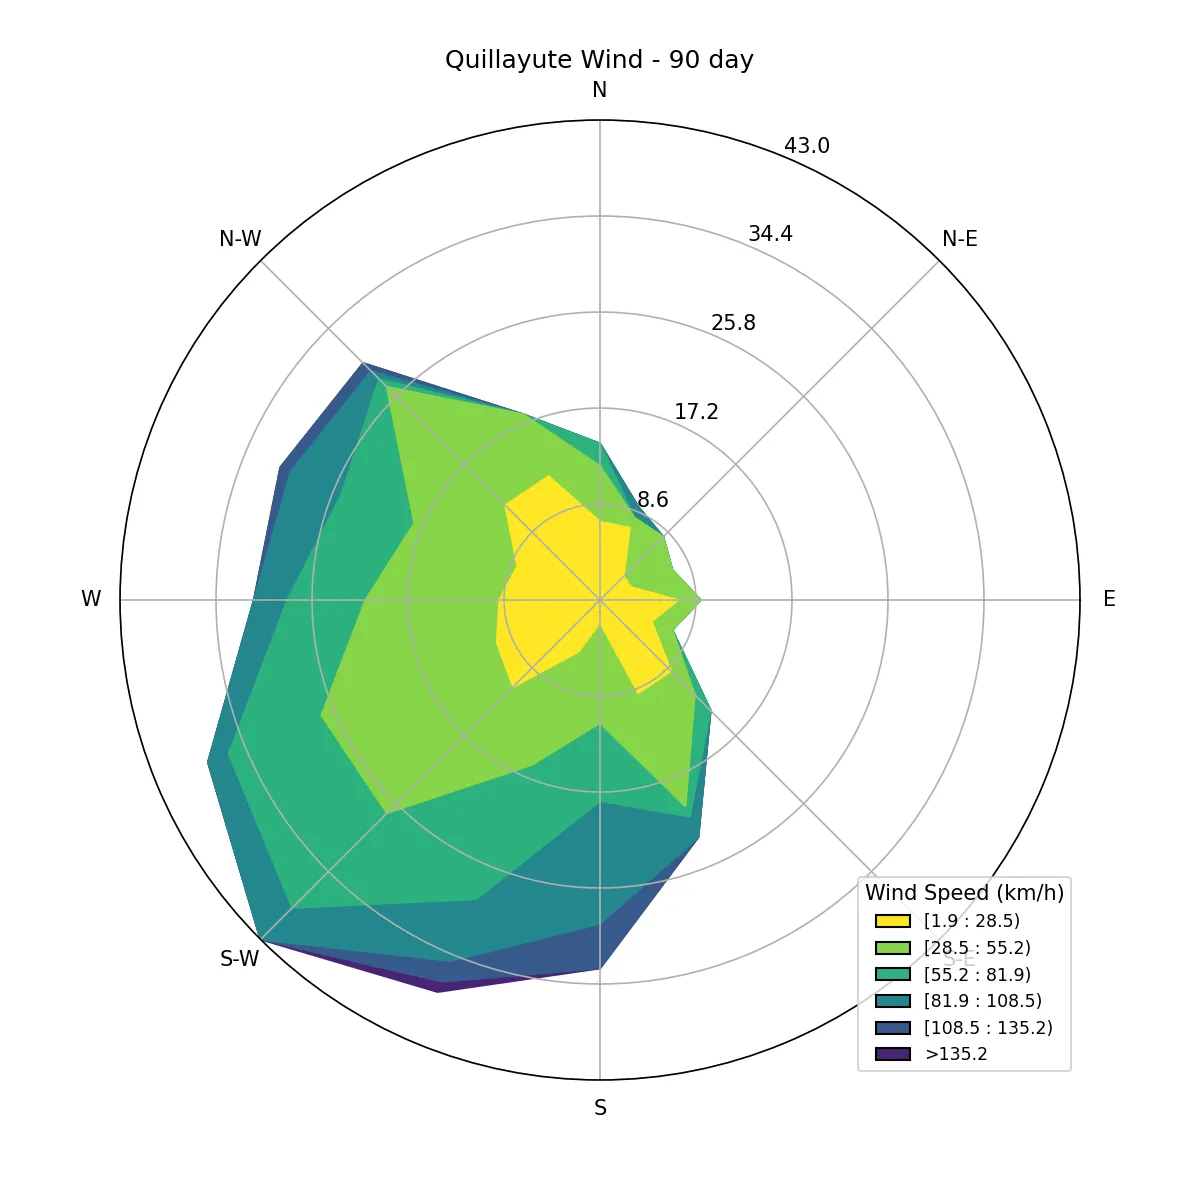 Quillayute Wind - 90 day
N
43.0
N-W
N-E
34.4
25.8
17.2
8.6
W
E
S-W
S-E
Wind Speed (km/h)
[1.9 : 28.5)
[28.5 : 55.2)
[55.2 : 81.9)
[81.9 : 108.5)
[108.5 : 135.2)
>135.2
S